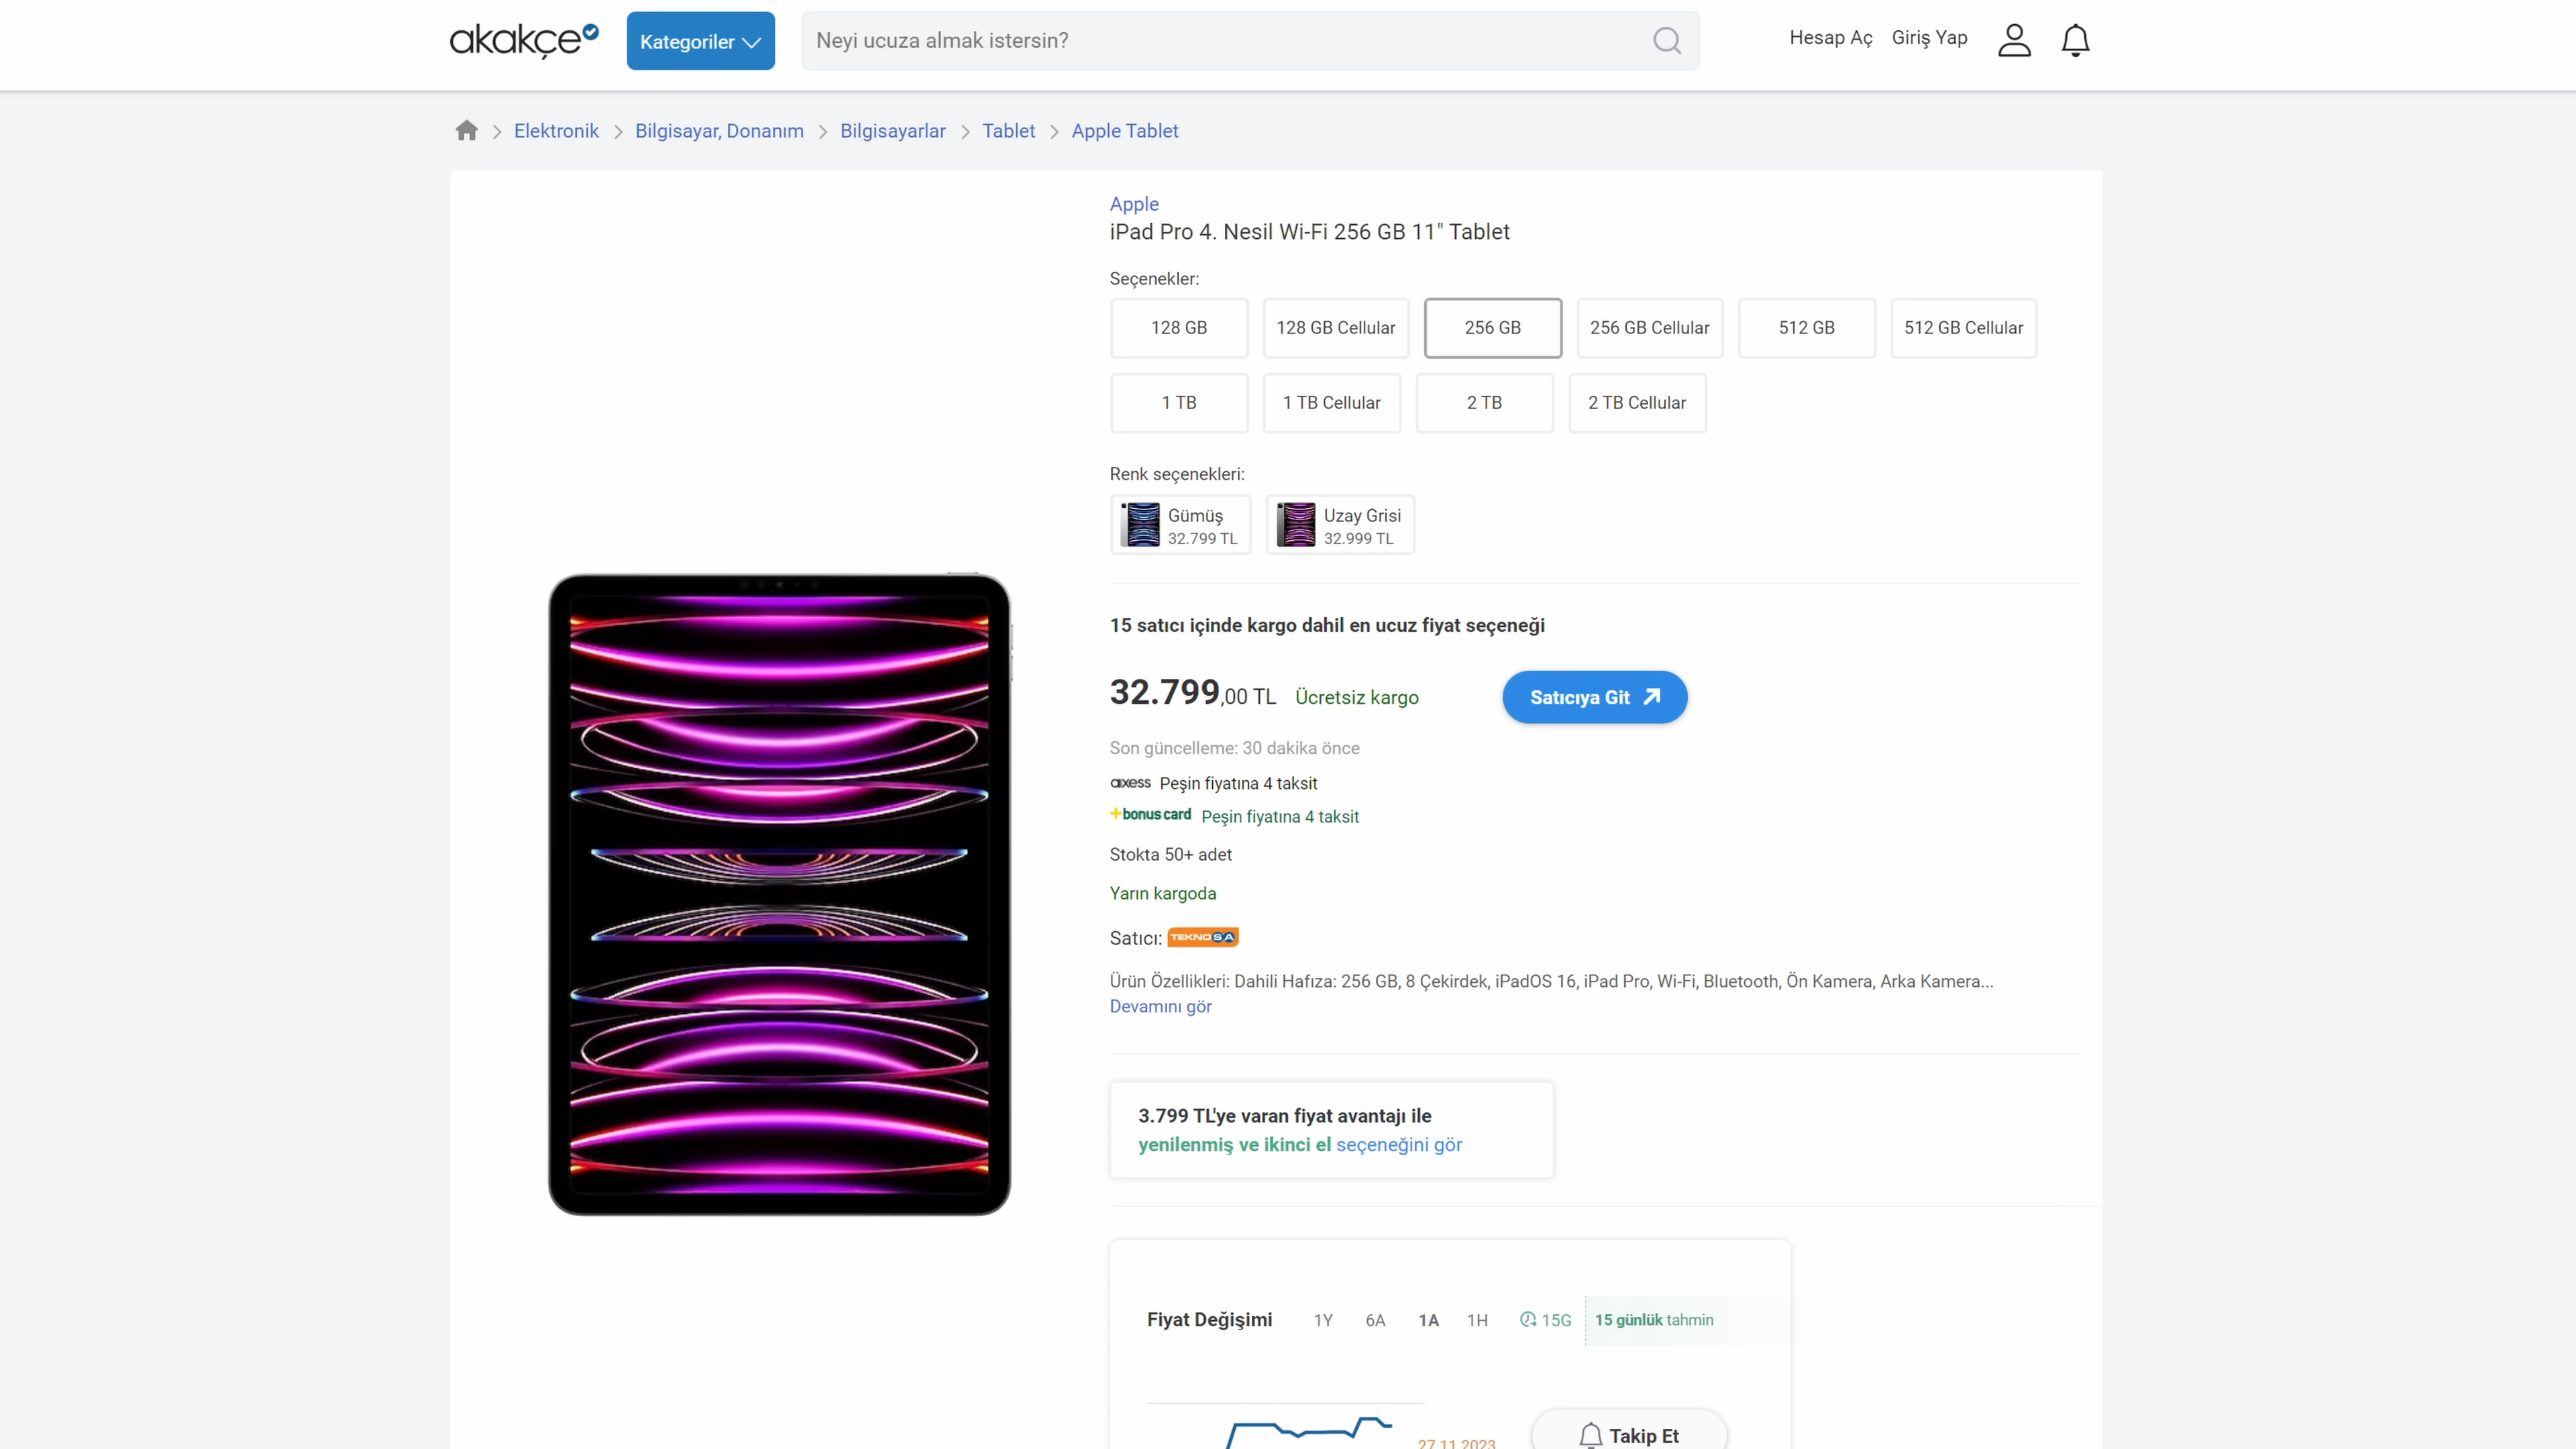 akakçe
Kategoriler
Neyi ucuza almak istersin?
Hesap Aç
Giriş Yap
Elektronik
Bilgisayar, Donanım
Bilgisayarlar
Tablet
Apple Tablet
Apple
iPad Pro 4. Nesil Wi-Fi 256 GB 11" Tablet
Seçenekler:
128 GB
128 GB Cellular
256 GB
256 GB Cellular
512 GB
512 GB Cellular
1 TB
1 TB Cellular
2 TB
2 TB Cellular
Renk seçenekleri:
Gümüş
32.799 TL
Uzay Grisi
32.999 TL
15 satıcı içinde kargo dahil en ucuz fiyat seçeneği
32.799,00 TL Ücretsiz kargo
Satıcıya Git
Son güncelleme: 30 dakika önce
axess Peşin fiyatına 4 taksit
+bonus card Peşin fiyatına 4 taksit
Stokta 50+ adet
Yarın kargoda
Satıcı: TEKNOSA
Ürün Özellikleri: Dahili Hafıza: 256 GB, 8 Çekirdek, iPadOS 16, iPad Pro, Wi-Fi, Bluetooth, Ön Kamera, Arka Kamera...
Devamını gör
3.799 TL'ye varan fiyat avantajı ile
yenilenmiş ve ikinci el seçeneğini gör
Fiyat Değişimi
1Y
6A
1A
1H
15G
15 günlük tahmin
27.11.2023
Takip Et